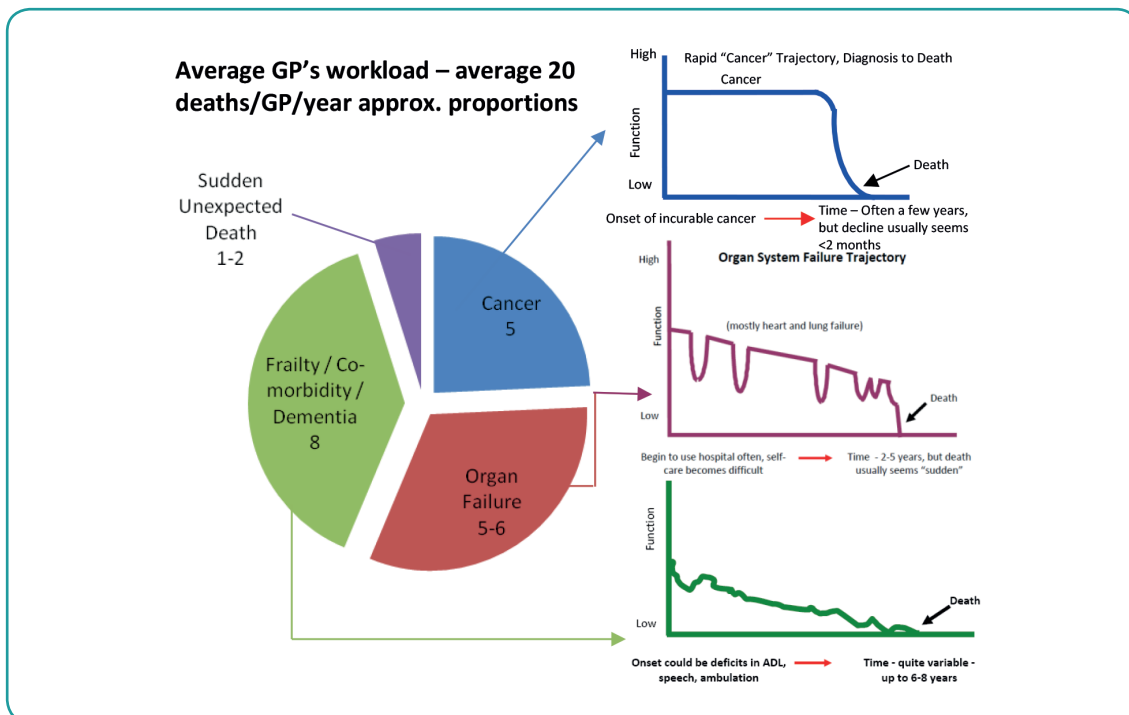 Average GP's workload – average 20
deaths/GP/year approx. proportions
Sudden
Unexpected
Death
1-2
Cancer
5
Frailty / Co-
morbidity /
Dementia
8
Organ
Failure
5-6
High
Rapid “Cancer” Trajectory, Diagnosis to Death
Cancer
Function
Death
Low
Onset of incurable cancer
Time – Often a few years,
but decline usually seems
<2 months
Organ System Failure Trajectory
High
(mostly heart and lung failure)
Function
Death
Low
Begin to use hospital often, self-
care becomes difficult
Time - 2-5 years, but death
usually seems "sudden"
Function
Death
Low
Onset could be deficits in ADL,
speech, ambulation
Time - quite variable -
up to 6-8 years